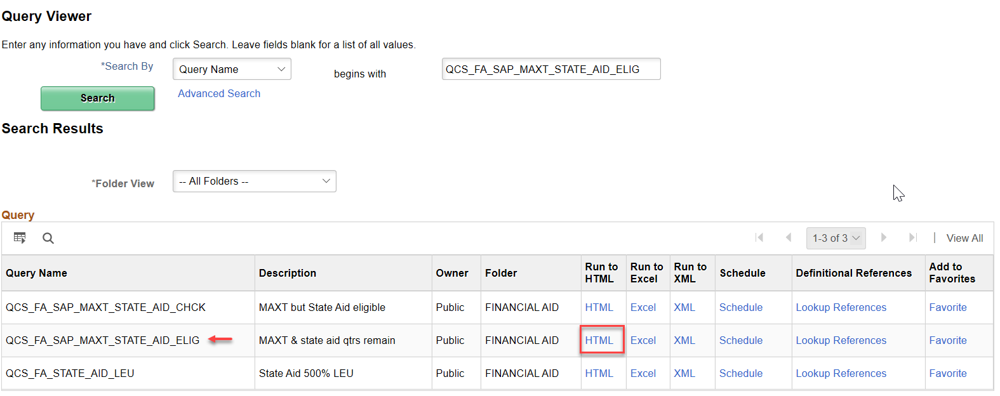 Query Viewer
Enter any information you have and click Search. Leave fields blank for a list of all values.
*Search By Query Name begins with QCS_FA_SAP_MAXT_STATE_AID_ELIG
Search Advanced Search
Search Results
*Folder View -- All Folders --
Query
1-3 of 3 | View All
Query Name Description Owner Folder Run to HTML Run to Excel Run to XML Schedule Definitional References Add to Favorites
QCS_FA_SAP_MAXT_STATE_AID_CHCK MAXT but State Aid eligible Public FINANCIAL AID HTML Excel XML Schedule Lookup References Favorite
QCS_FA_SAP_MAXT_STATE_AID_ELIG MAXT & state aid qtrs remain Public FINANCIAL AID HTML Excel XML Schedule Lookup References Favorite
QCS_FA_STATE_AID_LEU State Aid 500% LEU Public FINANCIAL AID HTML Excel XML Schedule Lookup References Favorite